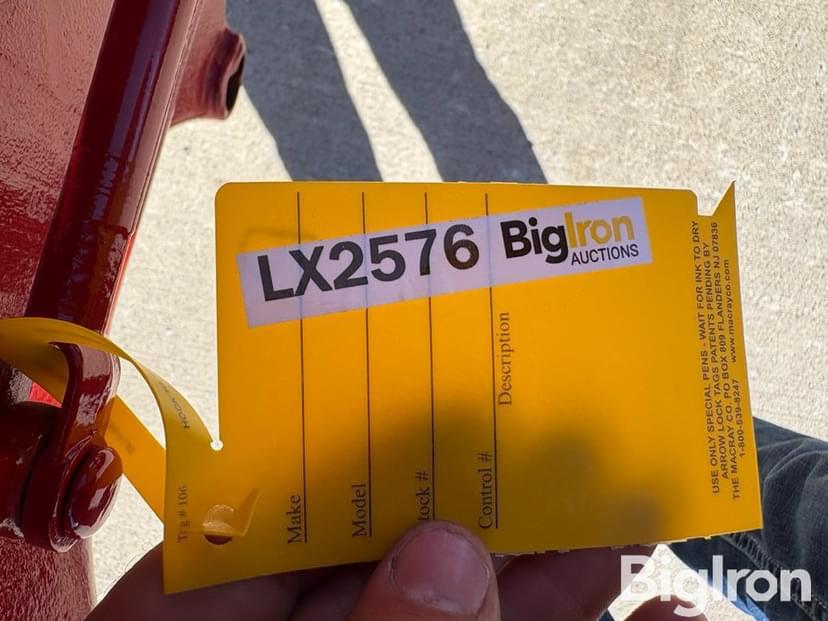 LX2576 BigIron
AUCTIONS
Make
Model
tock #
Control #
Description
Tag # 106
USE ONLY SPECIAL PENS - WAIT FOR INK TO DRY
ARROW LOCK TAGS PATENTS PENDING BY
THE MACRAY CO. PO BOX 809 FLANDERS NJ 07836
1-800-539-8247 www.macrayco.com
BigIron